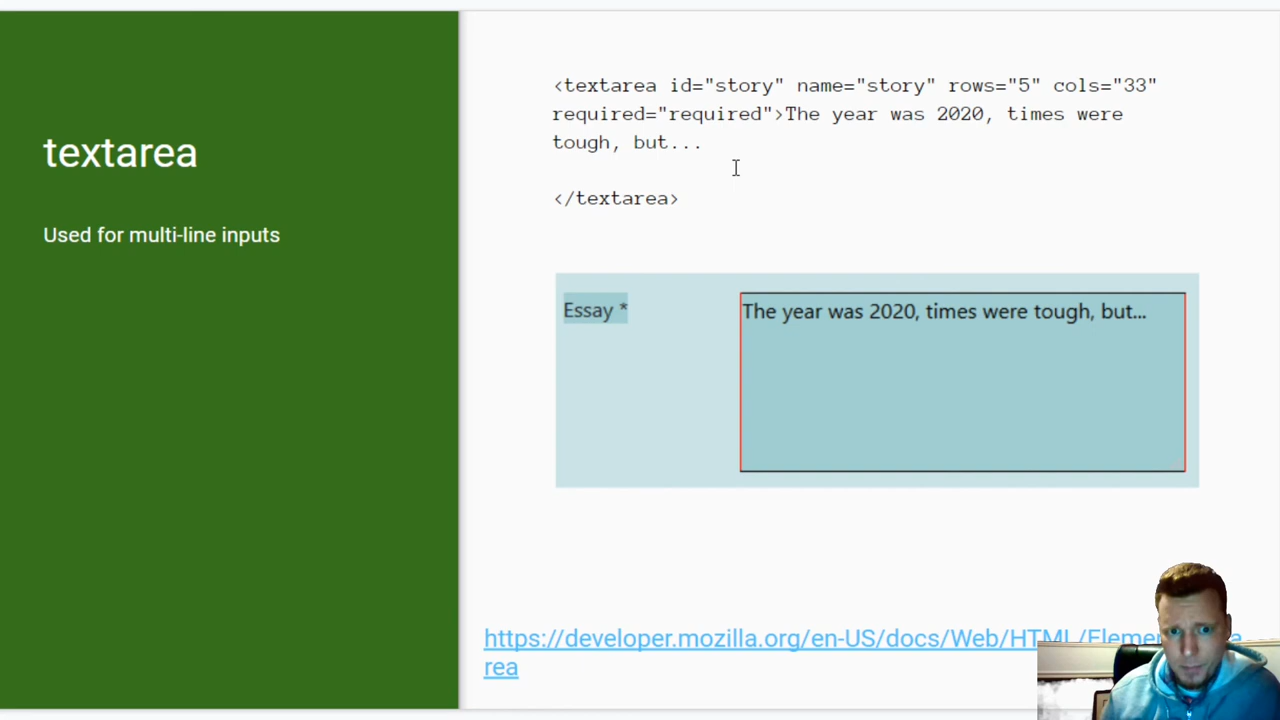 textarea
Used for multi-line inputs
<textarea id="story" name="story" rows="5" cols="33"
required="required">The year was 2020, times were
tough, but...
</textarea>
Essay *
The year was 2020, times were tough, but...
https://developer.mozilla.org/en-US/docs/Web/HTML/Elemen
rea